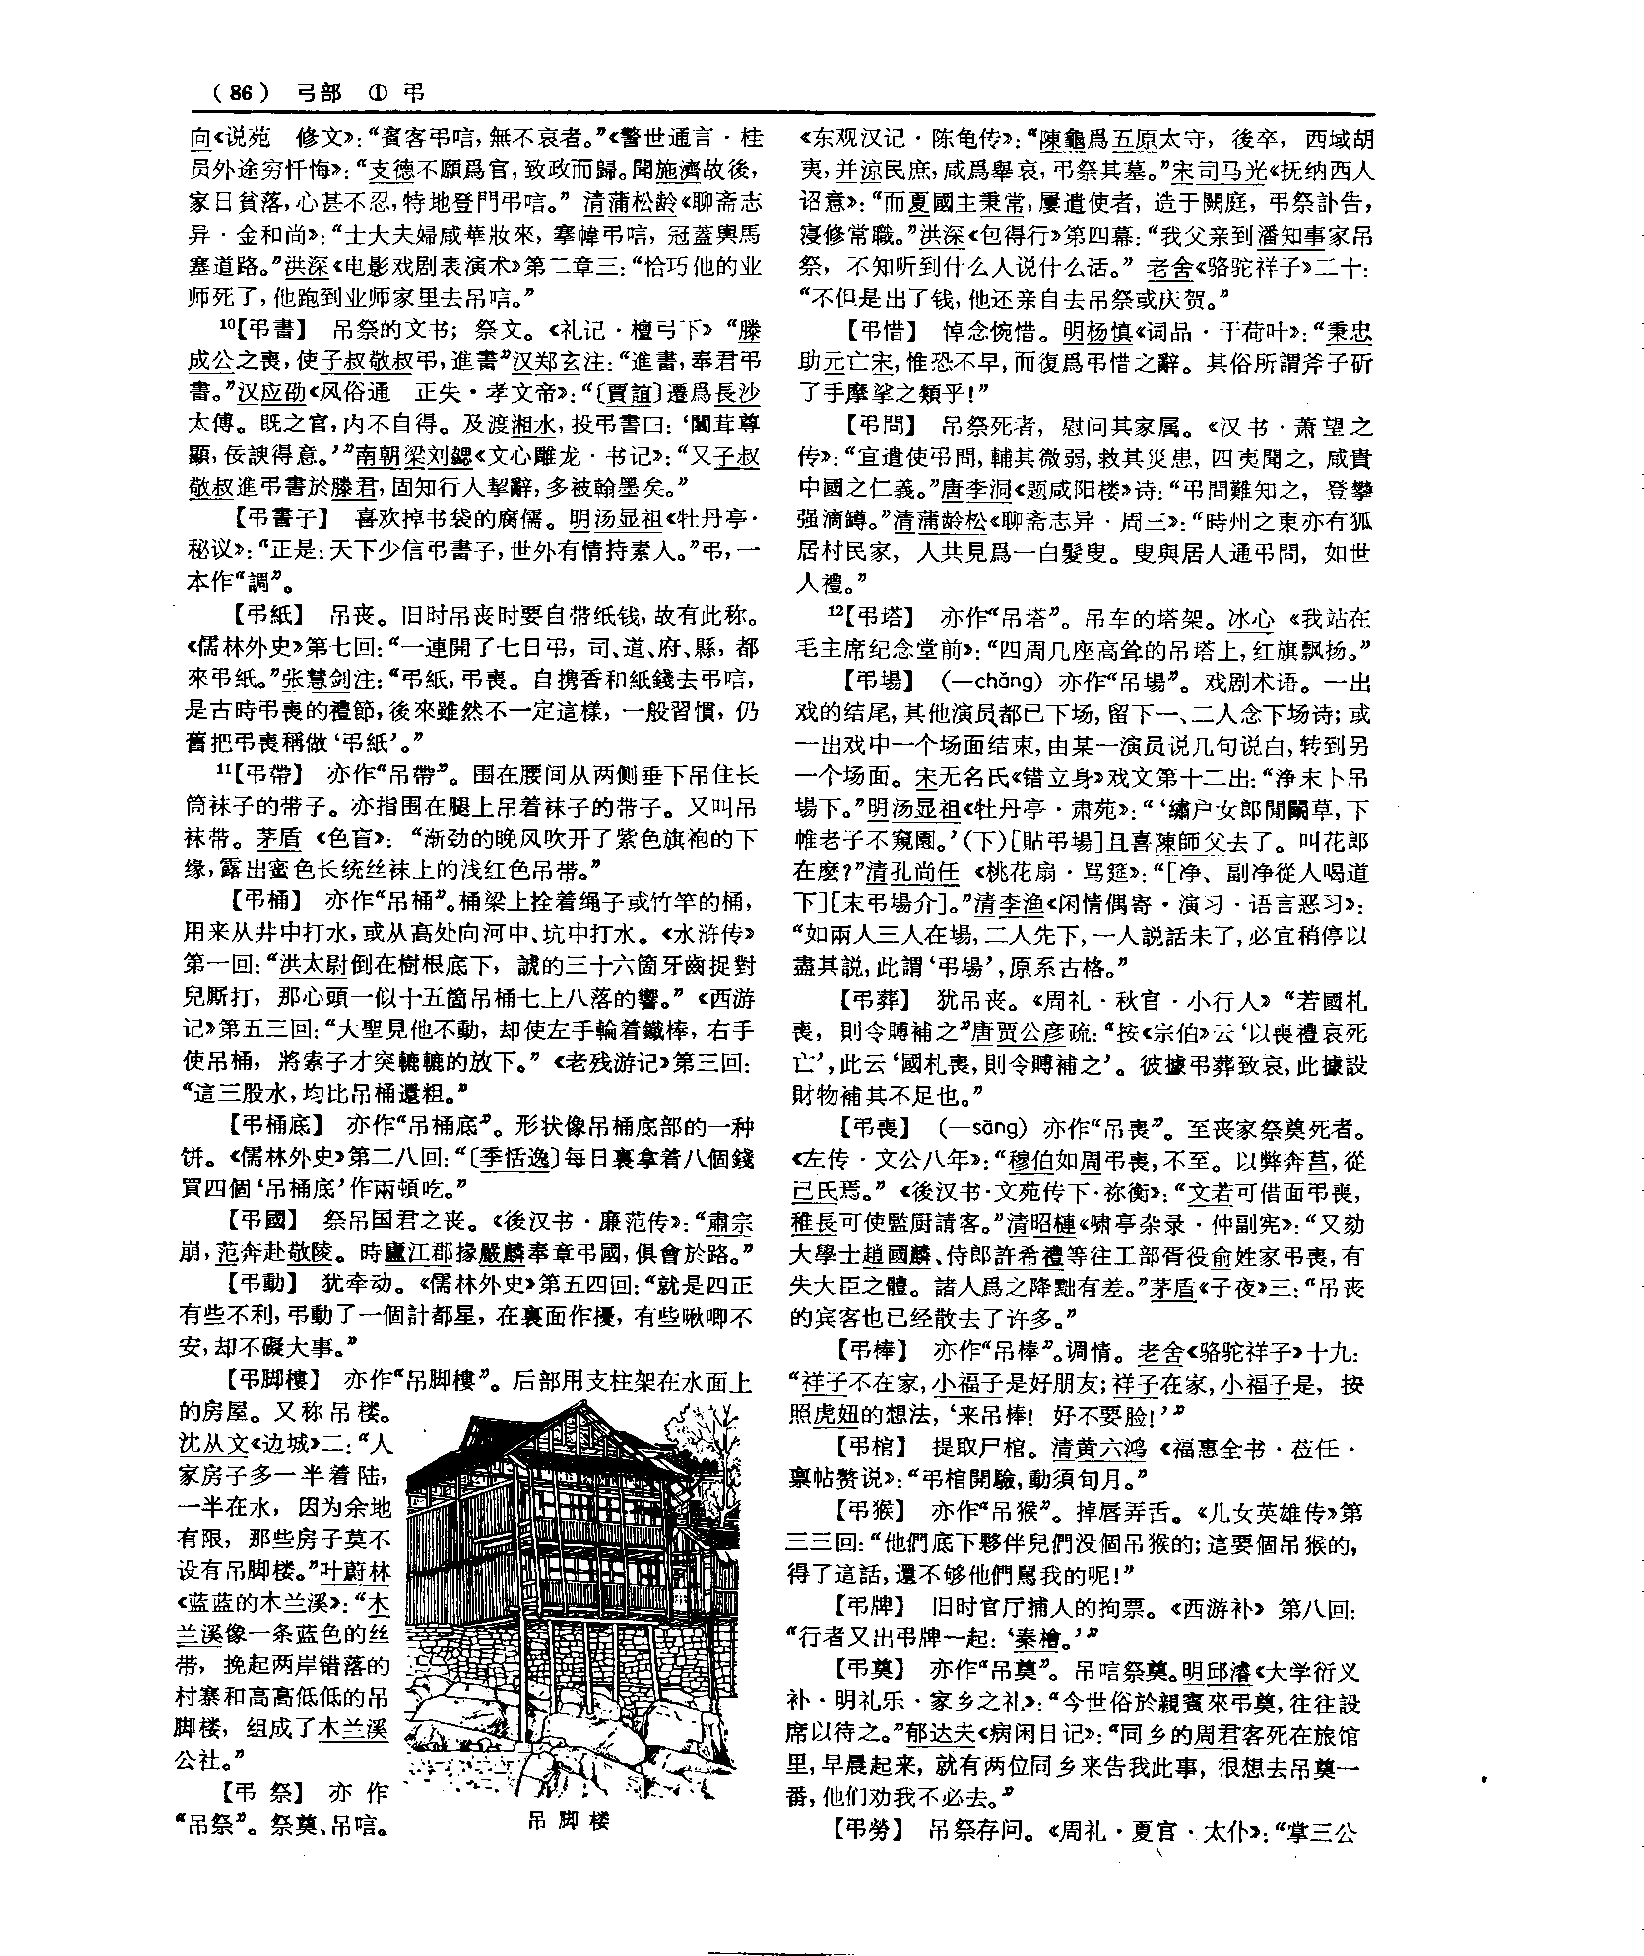 （86） 弓部 ① 弔
向《说苑 修文》：“賓客弔唁，無不哀者。”《警世通言·桂
员外途穷忏悔》：“支德不願爲官，致政而歸。聞施濟故後，
家日貧落，心甚不忍，特地登門弔唁。” 清蒲松龄《聊斋志
异·金和尚》：“士大夫婦咸華妝來，搴幃弔唁，冠蓋輿馬
塞道路。”洪深《电影戏剧表演术》第二章三：“恰巧他的业
师死了，他跑到业师家里去吊唁。”
¹⁰【弔書】 吊祭的文书；祭文。《礼记·檀弓下》“滕
成公之喪，使子叔敬叔弔，進書”汉郑玄注：“進書，奉君弔
書。”汉应劭《风俗通 正失·孝文帝》：“〔賈誼〕遷爲長沙
太傅。既之官，内不自得。及渡湘水，投弔書曰：‘闒茸尊
顯，佞諛得意。’”南朝梁刘勰《文心雕龙·书记》：“又子叔
敬叔進弔書於滕君，固知行人挈辭，多被翰墨矣。”
【弔書子】 喜欢掉书袋的腐儒。明汤显祖《牡丹亭·
秘议》：“正是：天下少信弔書子，世外有情持素人。”弔，一
本作“調”。
【弔紙】 吊丧。旧时吊丧时要自带纸钱，故有此称。
《儒林外史》第七回：“一連開了七日弔，司、道、府、縣，都
來弔紙。”张慧剑注：“弔紙，弔喪。自携香和紙錢去弔唁，
是古時弔喪的禮節，後來雖然不一定這樣，一般習慣，仍
舊把弔喪稱做‘弔紙’。”
¹¹【弔帶】 亦作“吊帶”。围在腰间从两侧垂下吊住长
筒袜子的带子。亦指围在腿上吊着袜子的带子。又叫吊
袜带。茅盾《色盲》：“渐劲的晚风吹开了紫色旗袍的下
缘，露出蜜色长统丝袜上的浅红色吊带。”
【弔桶】 亦作“吊桶”。桶梁上拴着绳子或竹竿的桶，
用来从井中打水，或从高处向河中、坑中打水。《水浒传》
第一回：“洪太尉倒在樹根底下，諕的三十六箇牙齒捉對
兒厮打，那心頭一似十五箇吊桶七上八落的響。”《西游
记》第五三回：“大聖見他不動，却使左手輪着鐵棒，右手
使吊桶，將索子才突轆轆的放下。”《老残游记》第三回：
“這三股水，均比吊桶還粗。”
【弔桶底】 亦作“吊桶底”。形状像吊桶底部的一种
饼。《儒林外史》第二八回：“〔季恬逸〕每日裏拿着八個錢
買四個‘吊桶底’作兩頓吃。”
【弔國】 祭吊国君之丧。《後汉书·廉范传》：“肅宗
崩，范奔赴敬陵。時廬江郡掾嚴麟奉章弔國，俱會於路。”
【弔動】 犹牵动。《儒林外史》第五四回：“就是四正
有些不利，弔動了一個計都星，在裏面作擾，有些啾唧不
安，却不礙大事。”
【弔脚樓】 亦作“吊脚樓”。后部用支柱架在水面上
的房屋。又称吊楼。
沈从文《边城》二：“人
家房子多一半着陆，
一半在水，因为余地
有限，那些房子莫不
设有吊脚楼。”叶蔚林
《蓝蓝的木兰溪》：“木
兰溪像一条蓝色的丝
带，挽起两岸错落的
村寨和高高低低的吊
脚楼，组成了木兰溪
公社。”
【弔祭】 亦作
“吊祭”。祭奠、吊唁。
吊脚楼
《东观汉记·陈龟传》：“陳龜爲五原太守，後卒，西域胡
夷，并凉民庶，咸爲舉哀，弔祭其墓。”宋司马光《抚纳西人
诏意》：“而夏國主秉常，屢遣使者，造于闕庭，弔祭訃告，
寖修常職。”洪深《包得行》第四幕：“我父亲到潘知事家吊
祭，不知听到什么人说什么话。” 老舍《骆驼祥子》二十：
“不但是出了钱，他还亲自去吊祭或庆贺。”
【弔惜】 悼念惋惜。明杨慎《词品·干荷叶》：“秉忠
助元亡宋，惟恐不早，而復爲弔惜之辭。其俗所謂斧子斫
了手摩挲之類乎！”
【弔問】 吊祭死者，慰问其家属。《汉书·萧望之
传》：“宜遣使弔問，輔其微弱，救其災患，四夷聞之，咸貴
中國之仁義。”唐李洞《题咸阳楼》诗：“弔問難知之，登攀
强滴罇。”清蒲龄松《聊斋志异·周三》：“時州之東亦有狐
居村民家，人共見爲一白髮叟。叟與居人通弔問，如世
人禮。”
¹²【弔塔】 亦作“吊塔”。吊车的塔架。冰心《我站在
毛主席纪念堂前》：“四周几座高耸的吊塔上，红旗飘扬。”
【弔場】 （—chǎng）亦作“吊場”。戏剧术语。一出
戏的结尾，其他演员都已下场，留下一、二人念下场诗；或
一出戏中一个场面结束，由某一演员说几句说白，转到另
一个场面。宋无名氏《错立身》戏文第十二出：“净末卜吊
場下。”明汤显祖《牡丹亭·肃苑》：“‘繡户女郎閒鬭草，下
帷老子不窺園。’（下）［貼弔場］且喜陳師父去了。叫花郎
在麽？”清孔尚任《桃花扇·骂筵》：“［净、副净從人喝道
下］［末弔場介］。”清李渔《闲情偶寄·演习·语言恶习》：
“如兩人三人在場，二人先下，一人説話未了，必宜稍停以
盡其説，此謂‘弔場’，原系古格。”
【弔葬】 犹吊丧。《周礼·秋官·小行人》“若國札
喪，則令賻補之”唐贾公彦疏：“按《宗伯》云‘以喪禮哀死
亡’，此云‘國札喪，則令賻補之’。彼據弔葬致哀，此據設
財物補其不足也。”
【弔喪】 （—sāng）亦作“吊喪”。至丧家祭奠死者。
《左传·文公八年》：“穆伯如周弔喪，不至。以弊奔莒，從
己氏焉。”《後汉书·文苑传下·祢衡》：“文若可借面弔喪，
稚長可使監厨請客。”清昭槤《啸亭杂录·仲副宪》：“又劾
大學士趙國麟、侍郎許希禮等往工部胥役俞姓家弔喪，有
失大臣之體。諸人爲之降黜有差。”茅盾《子夜》三：“吊丧
的宾客也已经散去了许多。”
【弔棒】 亦作“吊棒”。调情。老舍《骆驼祥子》十九：
“祥子不在家，小福子是好朋友；祥子在家，小福子是，按
照虎妞的想法，‘来吊棒！好不要脸！’”
【弔棺】 提取尸棺。清黄六鸿《福惠全书·莅任·
禀帖赘说》：“弔棺開驗，動須旬月。”
【弔猴】 亦作“吊猴”。掉唇弄舌。《儿女英雄传》第
三三回：“他們底下夥伴兒們没個吊猴的；這要個吊猴的，
得了這話，還不够他們駡我的呢！”
【弔牌】 旧时官厅捕人的拘票。《西游补》第八回：
“行者又出弔牌一起：‘秦檜。’”
【弔奠】 亦作“吊奠”。吊唁祭奠。明邱濬《大学衍义
补·明礼乐·家乡之礼》：“今世俗於親賓來弔奠，往往設
席以待之。”郁达夫《病闲日记》：“同乡的周君客死在旅馆
里，早晨起来，就有两位同乡来告我此事，很想去吊奠一
番，他们劝我不必去。”
【弔勞】 吊祭存问。《周礼·夏官·太仆》：“掌三公